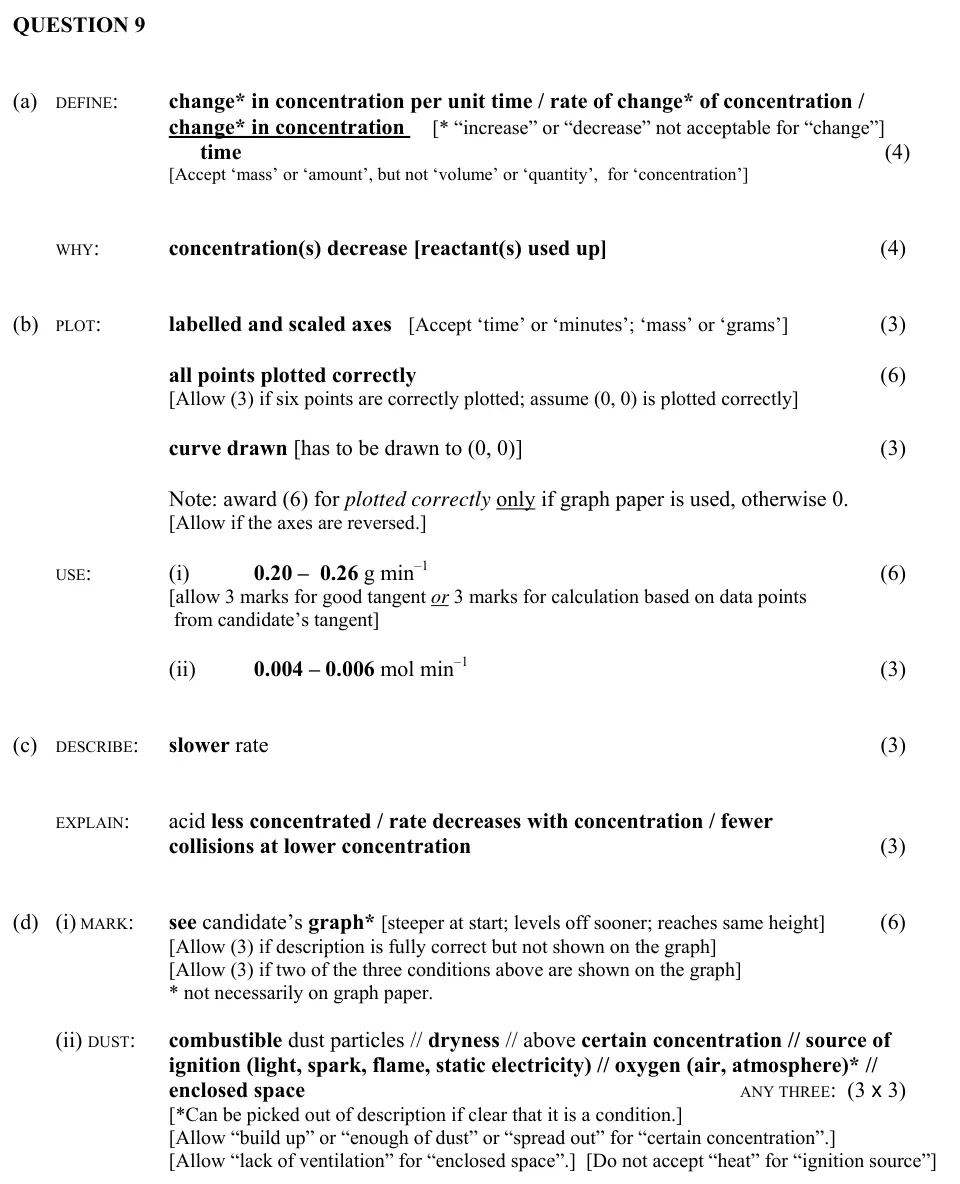 QUESTION 9
(a) DEFINE: change* in concentration per unit time / rate of change* of concentration /
change* in concentration [* “increase” or “decrease” not acceptable for “change”]
time (4)
[Accept ‘mass’ or ‘amount’, but not ‘volume’ or ‘quantity’, for ‘concentration’]
WHY: concentration(s) decrease [reactant(s) used up] (4)
(b) PLOT: labelled and scaled axes [Accept ‘time’ or ‘minutes’; ‘mass’ or ‘grams’] (3)
all points plotted correctly (6)
[Allow (3) if six points are correctly plotted; assume (0, 0) is plotted correctly]
curve drawn [has to be drawn to (0, 0)] (3)
Note: award (6) for plotted correctly only if graph paper is used, otherwise 0.
[Allow if the axes are reversed.]
USE: (i) 0.20 – 0.26 g min⁻¹ (6)
[allow 3 marks for good tangent or 3 marks for calculation based on data points
from candidate’s tangent]
(ii) 0.004 – 0.006 mol min⁻¹ (3)
(c) DESCRIBE: slower rate (3)
EXPLAIN: acid less concentrated / rate decreases with concentration / fewer
collisions at lower concentration (3)
(d) (i) MARK: see candidate’s graph* [steeper at start; levels off sooner; reaches same height] (6)
[Allow (3) if description is fully correct but not shown on the graph]
[Allow (3) if two of the three conditions above are shown on the graph]
* not necessarily on graph paper.
(ii) DUST: combustible dust particles // dryness // above certain concentration // source of
ignition (light, spark, flame, static electricity) // oxygen (air, atmosphere)* //
enclosed space ANY THREE: (3 x 3)
[*Can be picked out of description if clear that it is a condition.]
[Allow “build up” or “enough of dust” or “spread out” for “certain concentration”.]
[Allow “lack of ventilation” for “enclosed space”.] [Do not accept “heat” for “ignition source”]